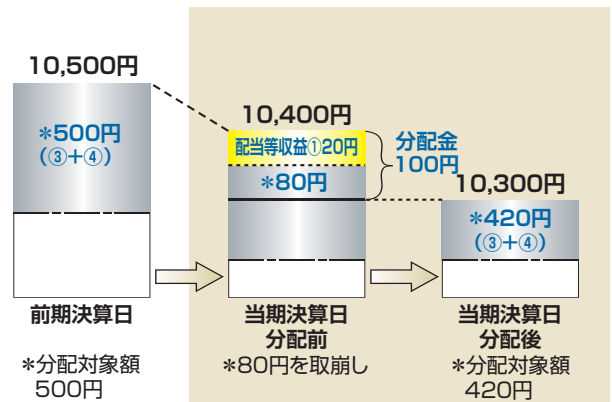 10,500円
*500円
(③+④)
前期決算日
*分配対象額
500円
10,400円
配当等収益①20円
*80円
分配金
100円
当期決算日
分配前
*80円を取崩し
10,300円
*420円
(③+④)
当期決算日
分配後
*分配対象額
420円